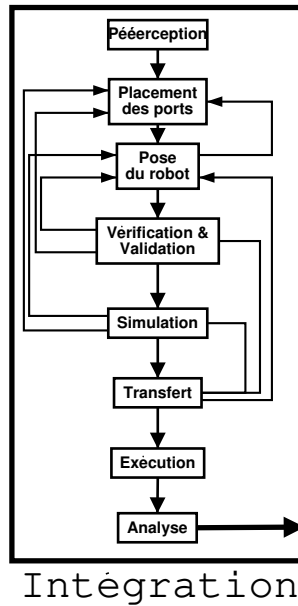 Pééerception
Placement
des ports
Pose
du robot
Vérification &
Validation
Simulation
Transfert
Exécution
Analyse
Intégration